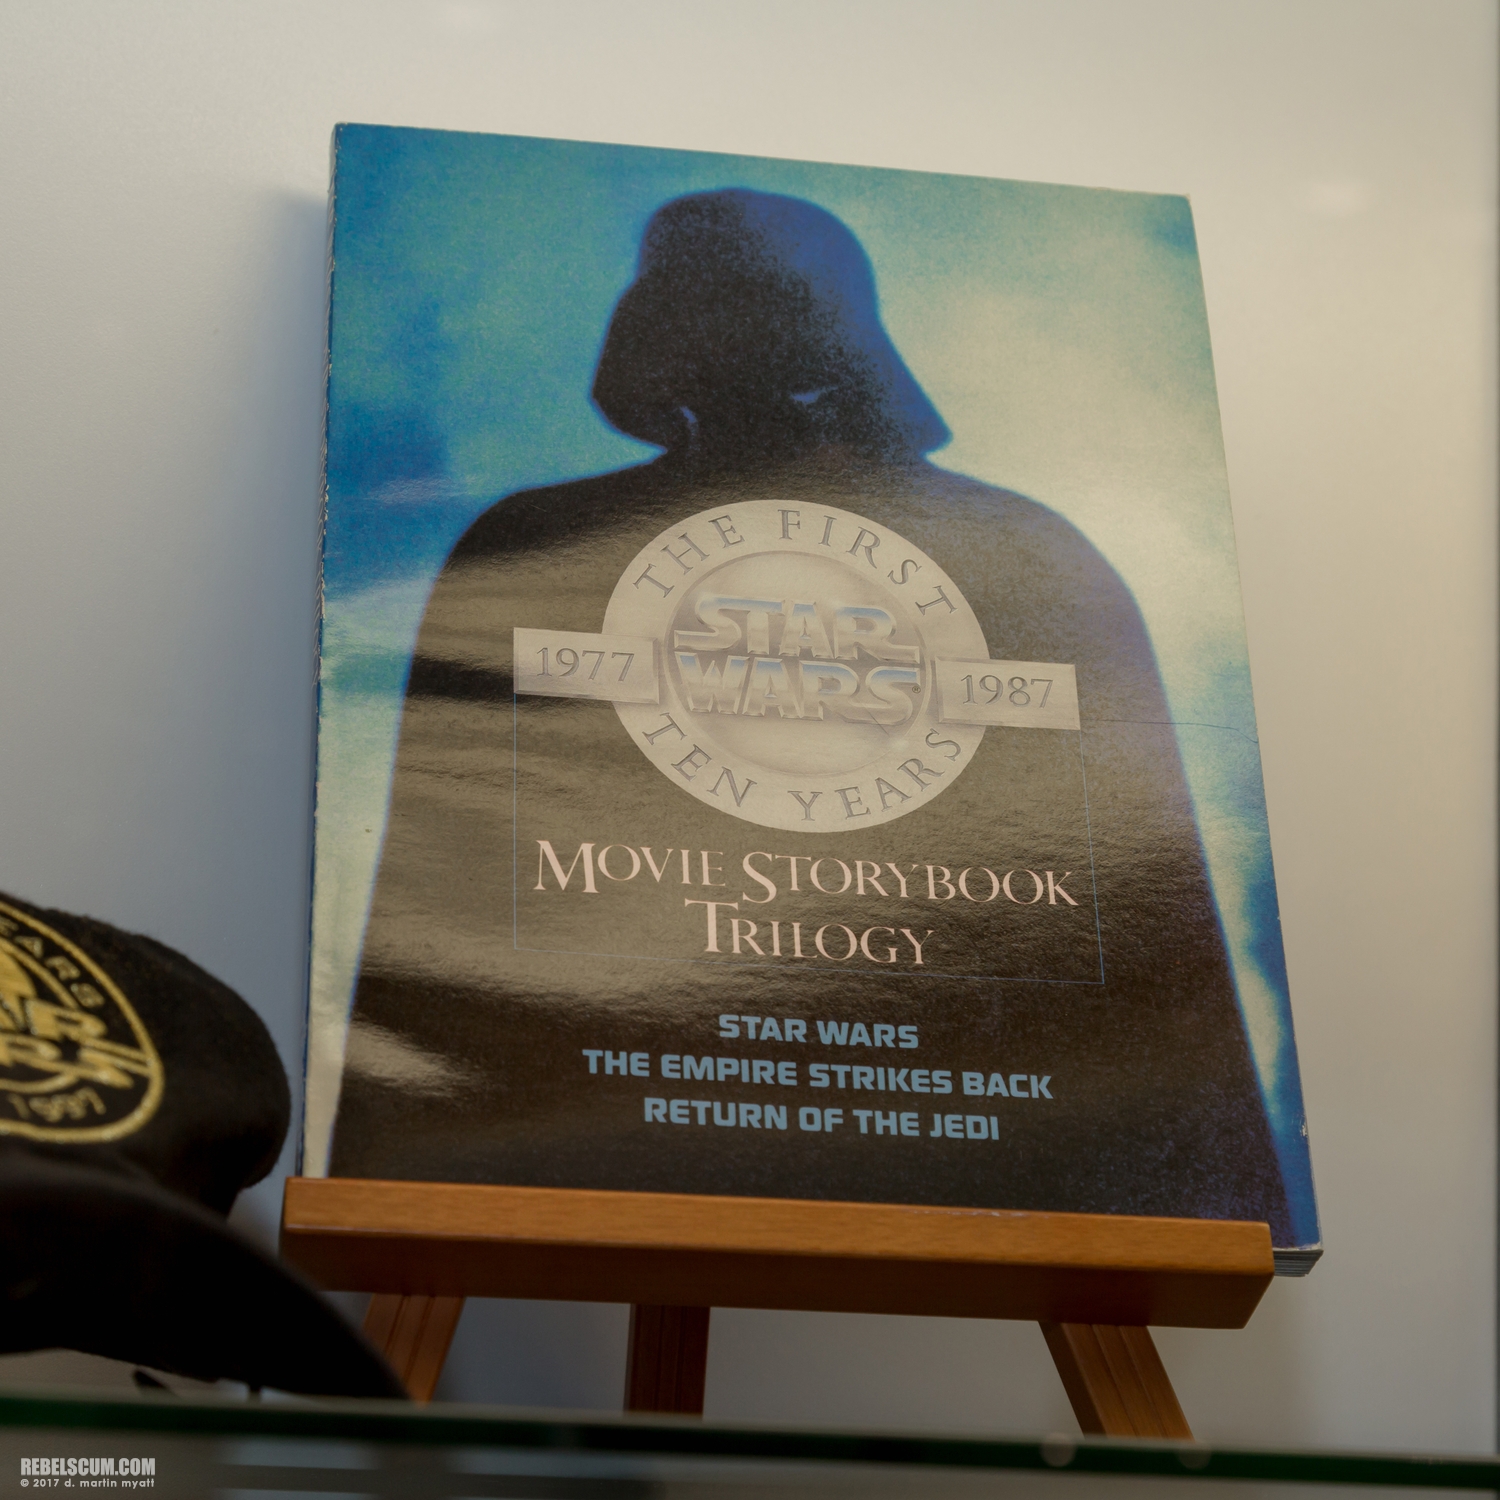 THE FIRST
STAR
WARS®
1977
1987
TEN YEARS
MOVIE STORYBOOK
TRILOGY
STAR WARS
THE EMPIRE STRIKES BACK
RETURN OF THE JEDI
REBELSCUM.COM
© 2017 d. martin myatt